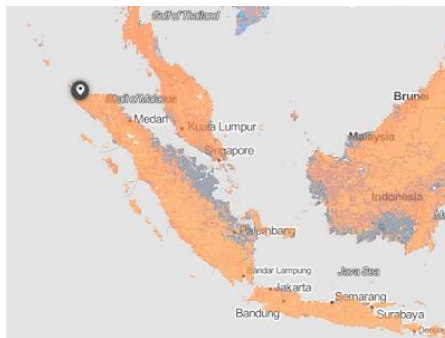 Gulf of Thailand
Strait of Malacca
Medan
Kuala Lumpur
Singapore
Brunei
Malaysia
Indonesia
Palembang
Bandar Lampung
Java Sea
Jakarta
Semarang
Bandung
Surabaya